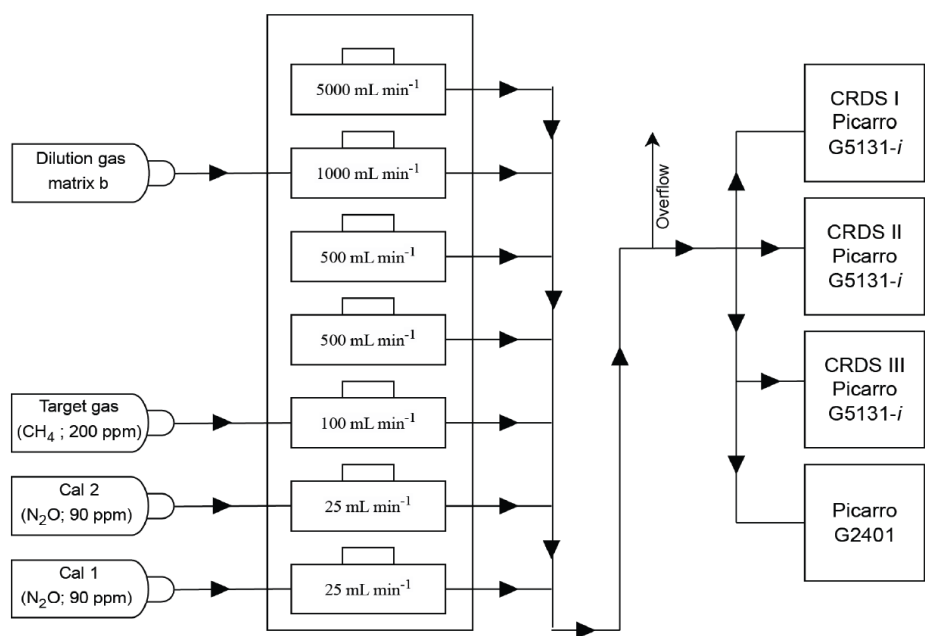 5000 mL min⁻¹
Dilution gas
matrix b
1000 mL min⁻¹
500 mL min⁻¹
500 mL min⁻¹
Target gas
(CH₄ ; 200 ppm)
100 mL min⁻¹
Cal 2
(N₂O; 90 ppm)
25 mL min⁻¹
Cal 1
(N₂O; 90 ppm)
25 mL min⁻¹
Overflow
CRDS I
Picarro
G5131-i
CRDS II
Picarro
G5131-i
CRDS III
Picarro
G5131-i
Picarro
G2401